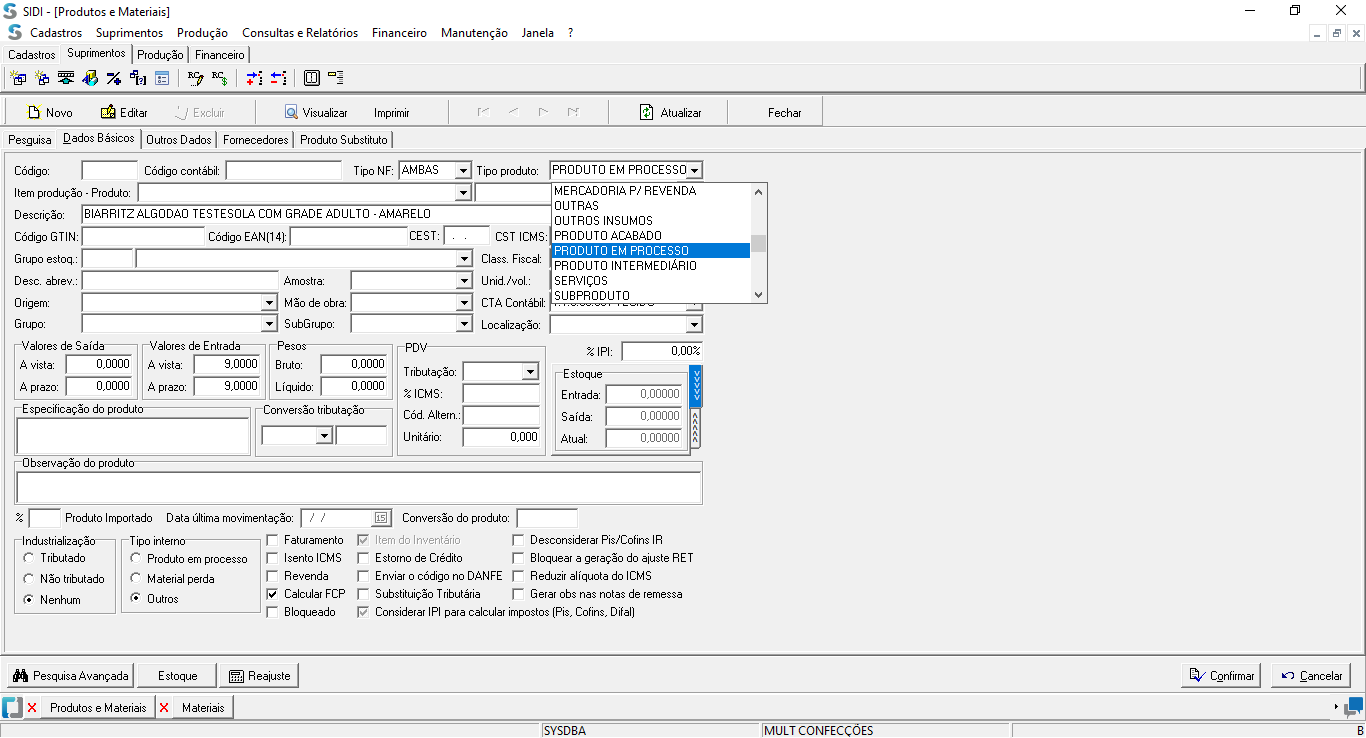 SIDI - [Produtos e Materiais]
Cadastros Suprimentos Produção Consultas e Relatórios Financeiro Manutenção Janela ?
Cadastros Suprimentos Produção Financeiro
Novo Editar Excluir Visualizar Imprimir Atualizar Fechar
Pesquisa Dados Básicos Outros Dados Fornecedores Produto Substituto
Código: Código contábil: Tipo NF: AMBAS Tipo produto: PRODUTO EM PROCESSO
Item produção - Produto:
MERCADORIA P/ REVENDA
OUTRAS
OUTROS INSUMOS
PRODUTO ACABADO
PRODUTO EM PROCESSO
PRODUTO INTERMEDIÁRIO
SERVIÇOS
SUBPRODUTO
Descrição: BIARRITZ ALGODAO TESTESOLA COM GRADE ADULTO - AMARELO
Código GTIN: Código EAN(14): CEST: . . CST ICMS:
Grupo estoq.: Class. Fiscal:
Desc. abrev.: Amostra: Unid./vol.:
Origem: Mão de obra: CTA Contábil:
Grupo: SubGrupo: Localização:
Valores de Saída Valores de Entrada Pesos PDV % IPI: 0,00%
A vista: 0,0000 A vista: 9,0000 Bruto: 0,0000 Tributação: Estoque
A prazo: 0,0000 A prazo: 9,0000 Líquido: 0,0000 % ICMS: Entrada: 0,00000
Especificação do produto Conversão tributação Cód. Altern.: Saída: 0,00000
Unitário: 0,000 Atual: 0,00000
Observação do produto
% Produto Importado Data última movimentação: / / 15 Conversão do produto:
Industrialização Tipo interno Faturamento Item do Inventário Desconsiderar Pis/Cofins IR
Tributado Produto em processo Isento ICMS Estorno de Crédito Bloquear a geração do ajuste RET
Não tributado Material perda Revenda Enviar o código no DANFE Reduzir alíquota do ICMS
Nenhum Outros Calcular FCP Substituição Tributária Gerar obs nas notas de remessa
Bloqueado Considerar IPI para calcular impostos (Pis, Cofins, Difal)
Pesquisa Avançada Estoque Reajuste Confirmar Cancelar
Produtos e Materiais Materiais
SYSDBA MULT CONFECÇÕES B